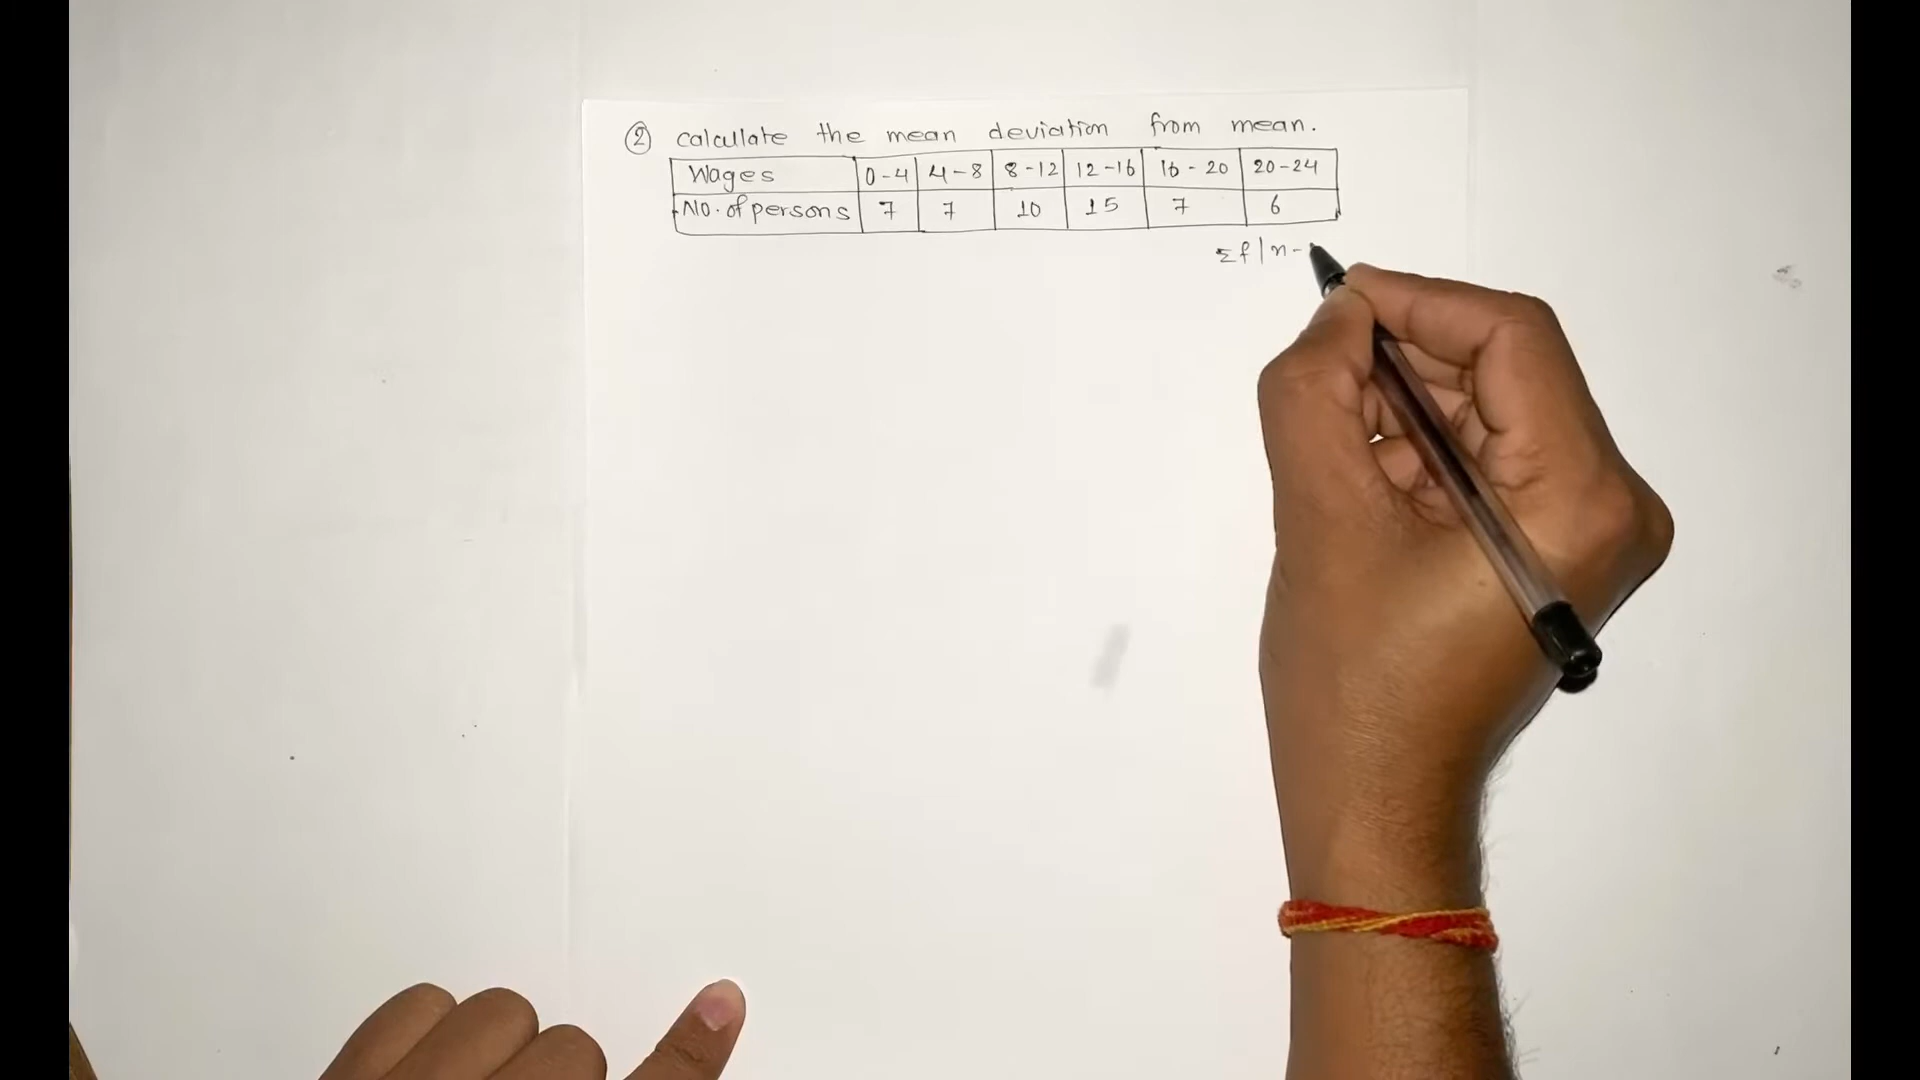 ② calculate the mean deviation from mean.
Wages 0-4 4-8 8-12 12-16 16-20 20-24
No. of persons 7 7 10 15 7 6
Σf|x-